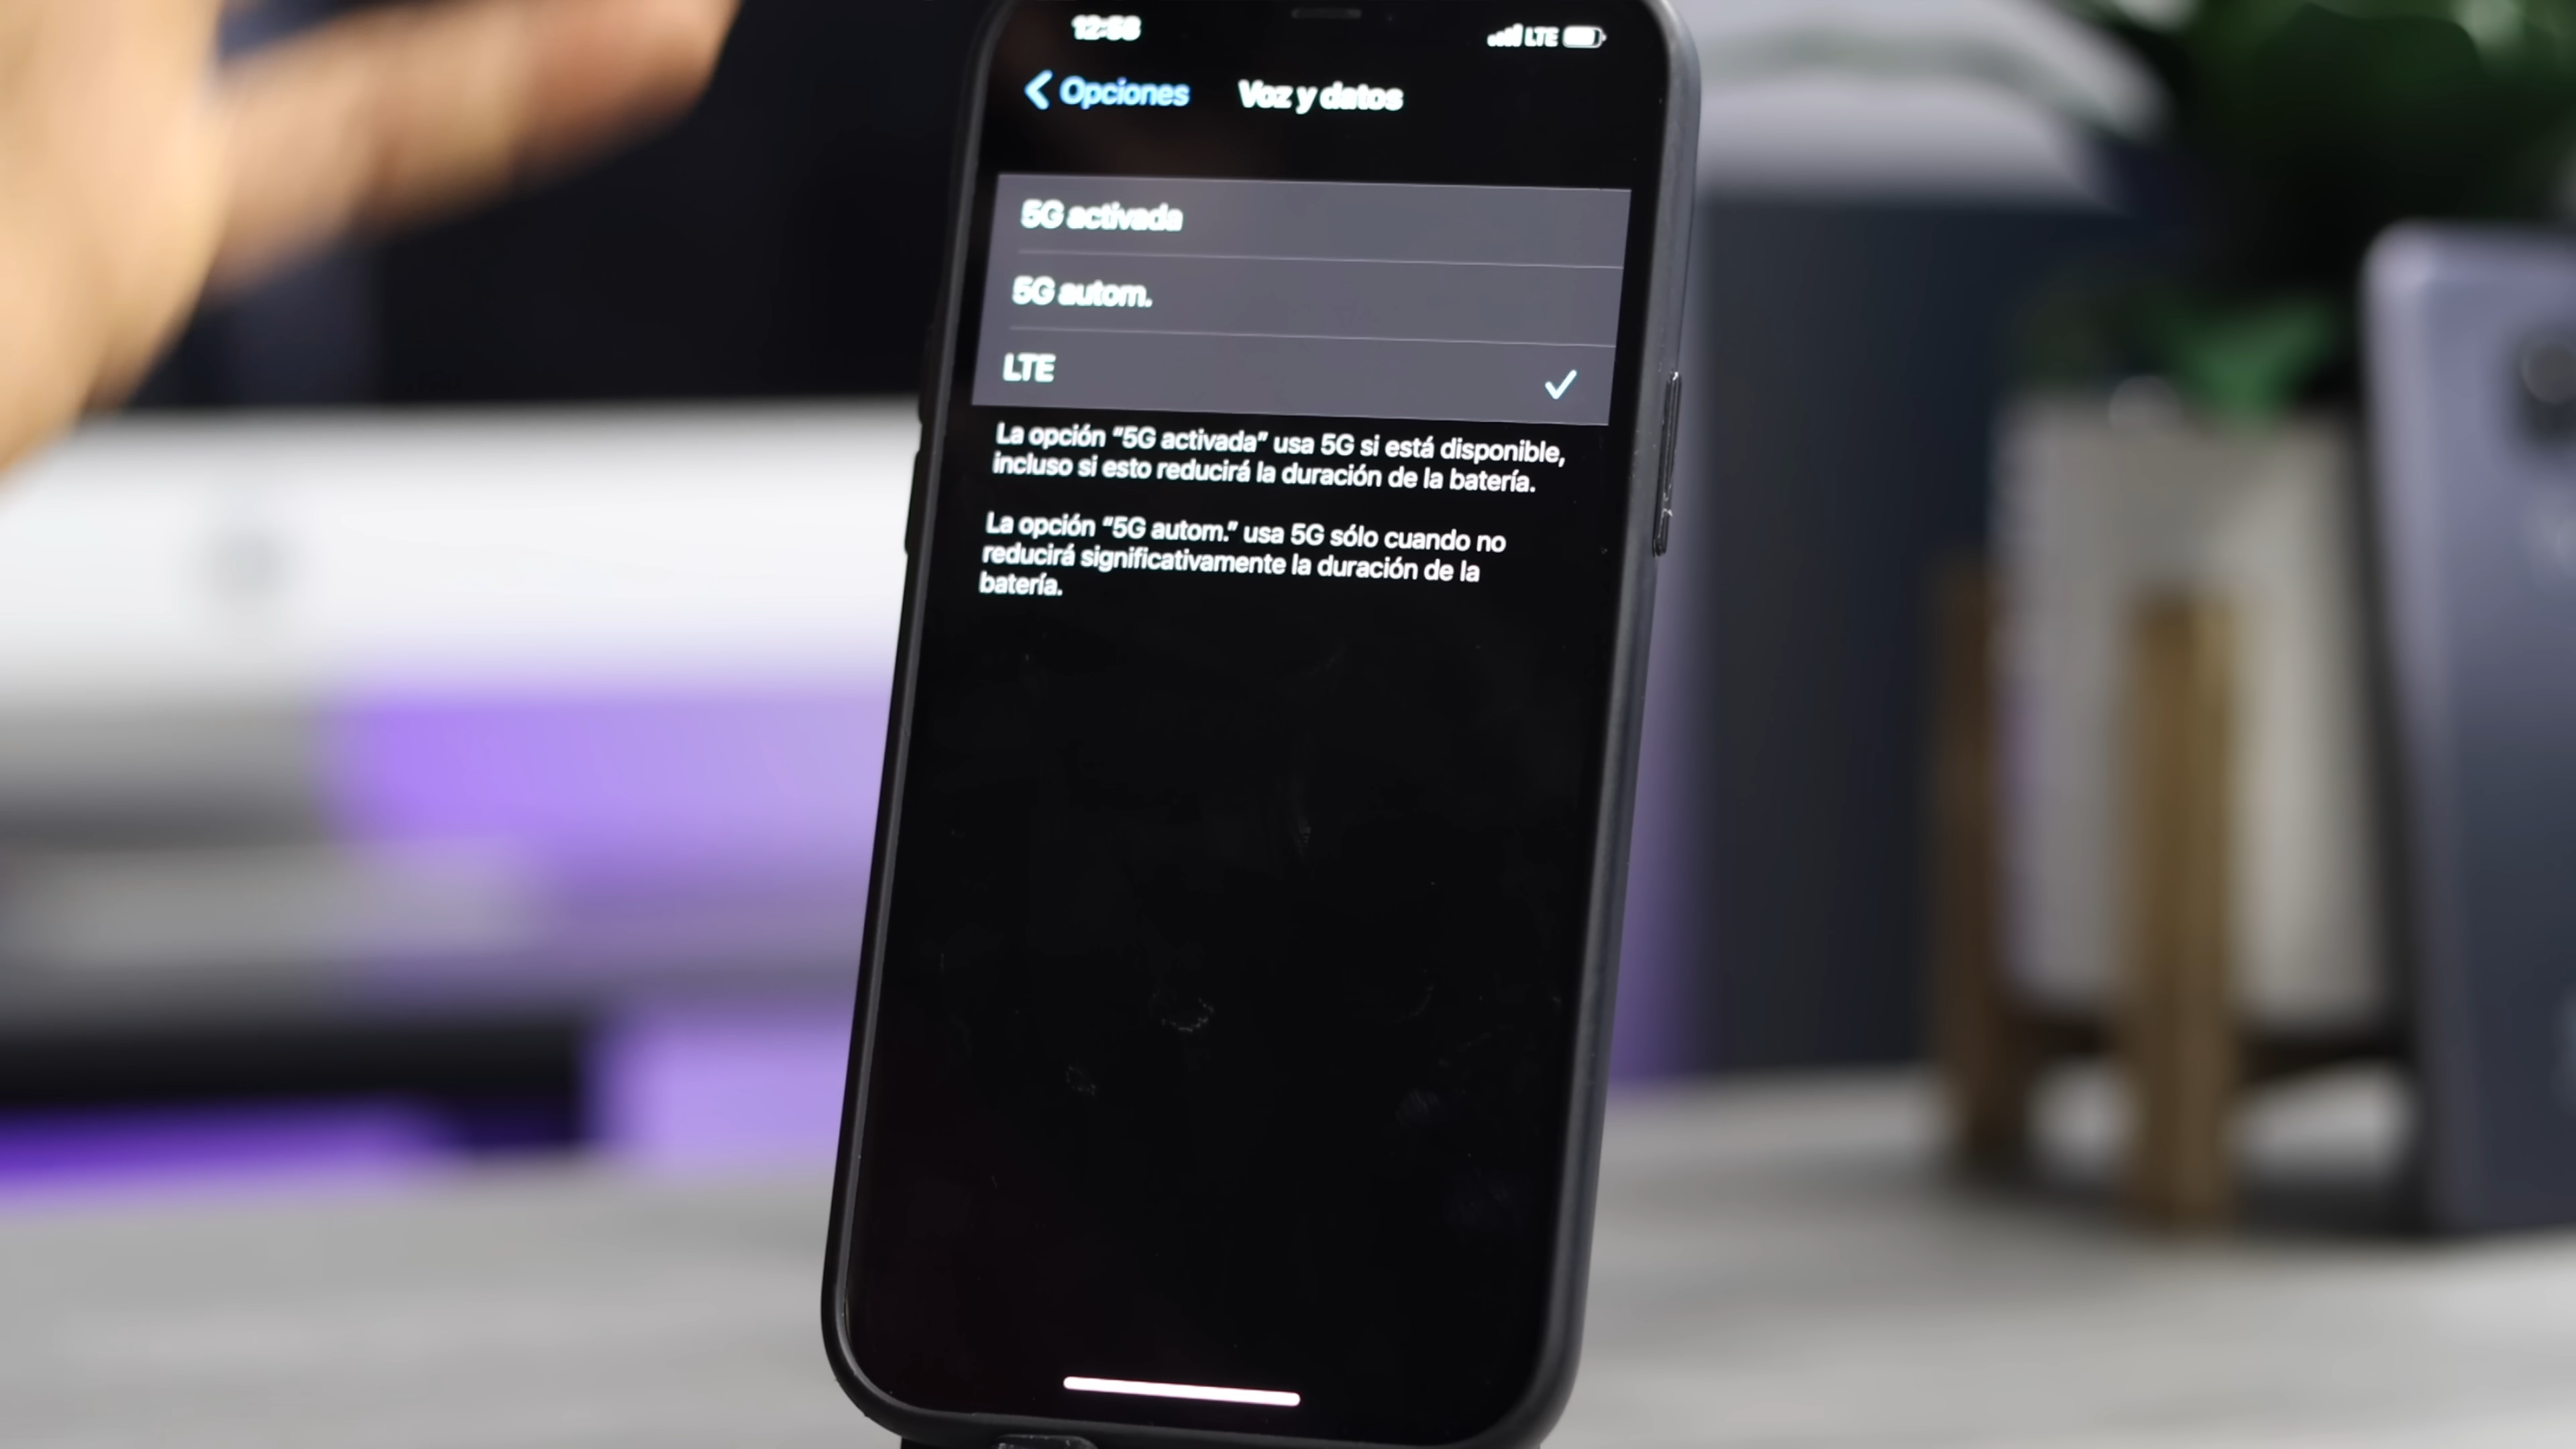 12:58
LTE
Opciones
Voz y datos
5G activada
5G autom.
LTE
La opción “5G activada” usa 5G si está disponible,
incluso si esto reducirá la duración de la batería.
La opción “5G autom.” usa 5G sólo cuando no
reducirá significativamente la duración de la
batería.